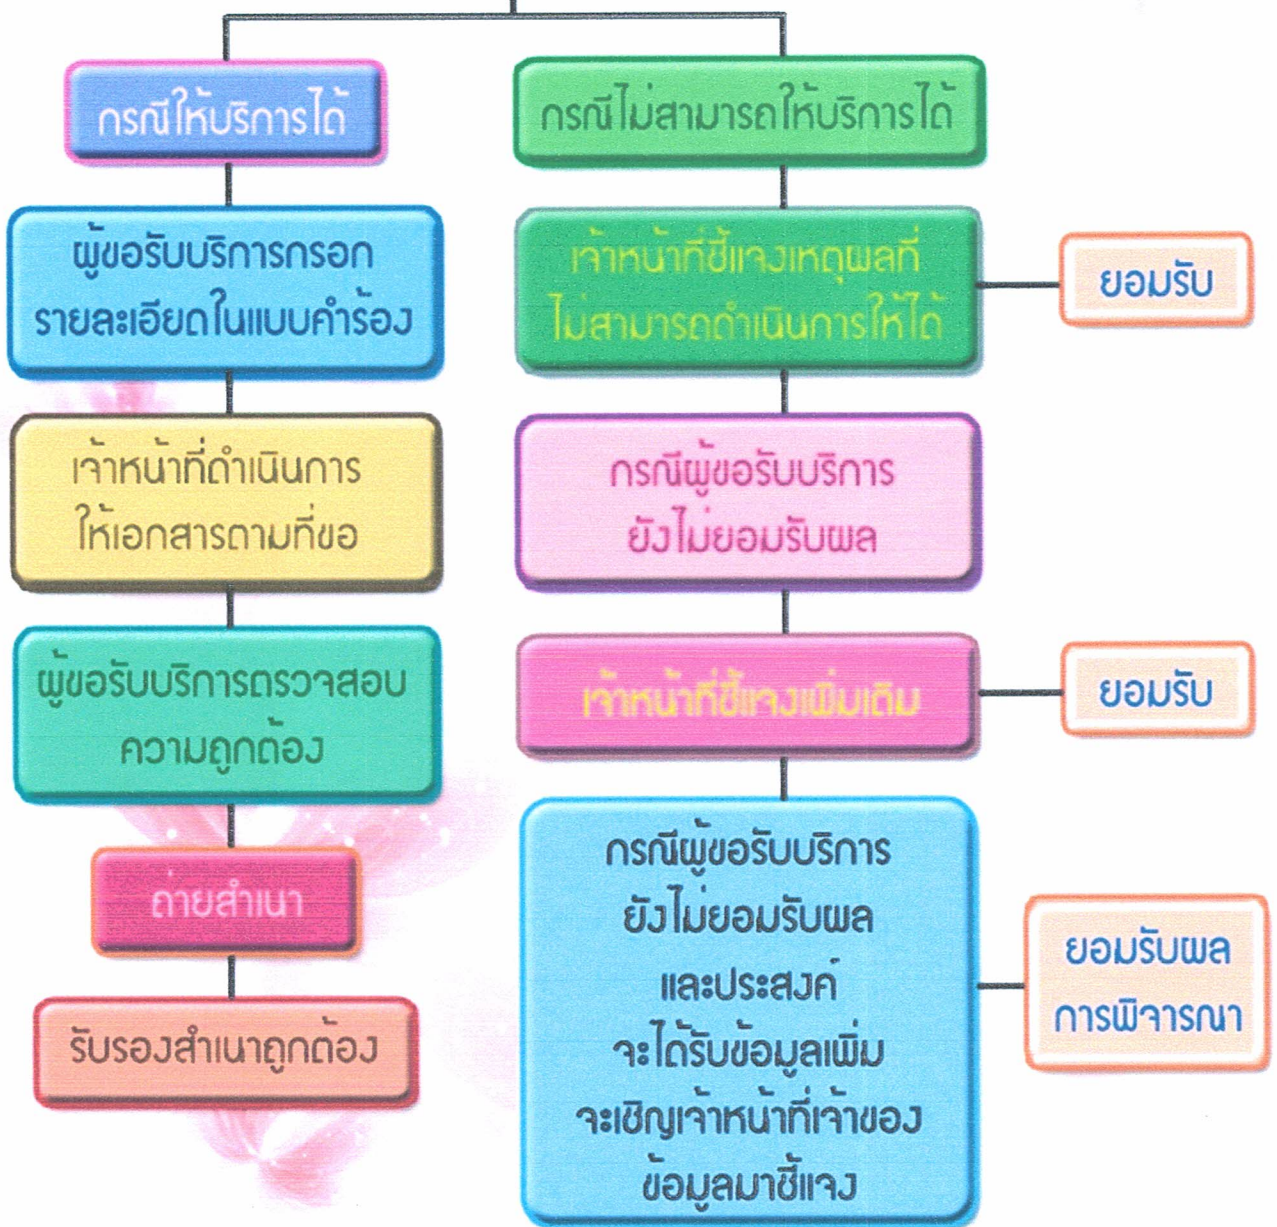 กรณีให้บริการได้
ผู้ขอรับบริการกรอก
รายละเอียดในแบบคำร้อง
เจ้าหน้าที่ดำเนินการ
ให้เอกสารตามที่ขอ
ผู้ขอรับบริการตรวจสอบ
ความถูกต้อง
ถ่ายสำเนา
รับรองสำเนาถูกต้อง
กรณีไม่สามารถให้บริการได้
เจ้าหน้าที่ชี้แจงเหตุผลที่
ไม่สามารถดำเนินการให้ได้
ยอมรับ
กรณีผู้ขอรับบริการ
ยังไม่ยอมรับผล
เจ้าหน้าที่ชี้แจงเพิ่มเติม
ยอมรับ
กรณีผู้ขอรับบริการ
ยังไม่ยอมรับผล
และประสงค์
จะได้รับข้อมูลเพิ่ม
จะเชิญเจ้าหน้าที่เจ้าของ
ข้อมูลมาชี้แจง
ยอมรับผล
การพิจารณา